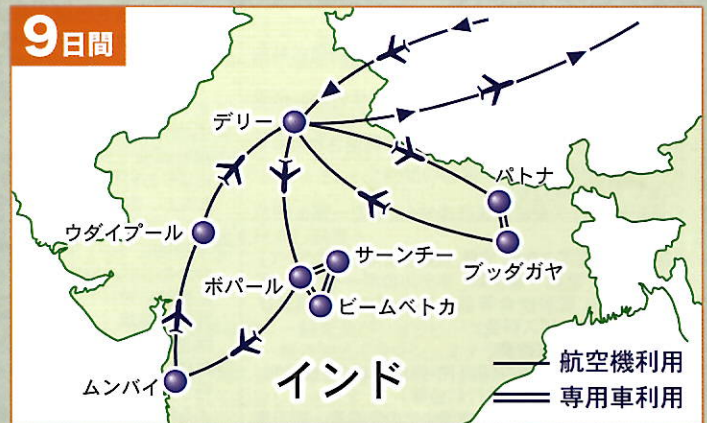 9日間
デリー
パトナ
ウダイプール
サーンチー
ブッダガヤ
ボパール
ビームベトカ
インド
ムンバイ
航空機利用
専用車利用